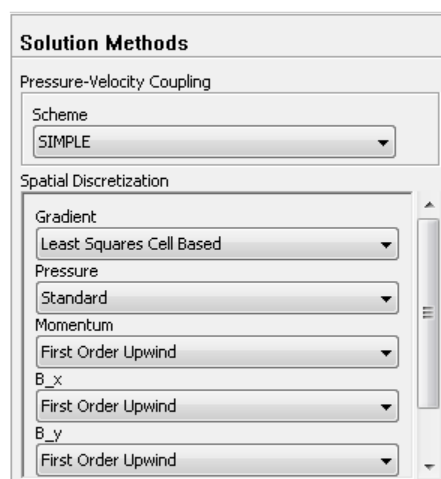 Solution Methods
Pressure-Velocity Coupling
Scheme
SIMPLE
Spatial Discretization
Gradient
Least Squares Cell Based
Pressure
Standard
Momentum
First Order Upwind
B_x
First Order Upwind
B_y
First Order Upwind